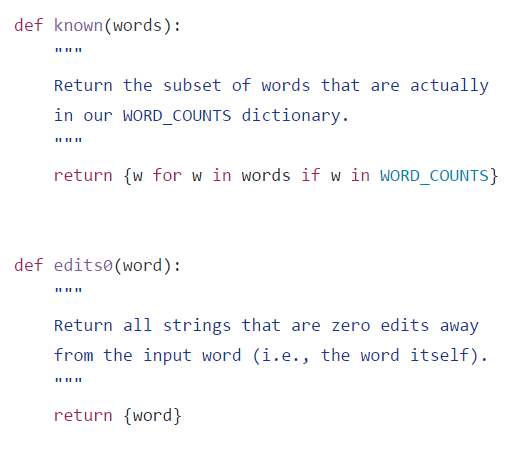 def known(words):
    """
    Return the subset of words that are actually
    in our WORD_COUNTS dictionary.
    """
    return {w for w in words if w in WORD_COUNTS}
def edits0(word):
    """
    Return all strings that are zero edits away
    from the input word (i.e., the word itself).
    """
    return {word}